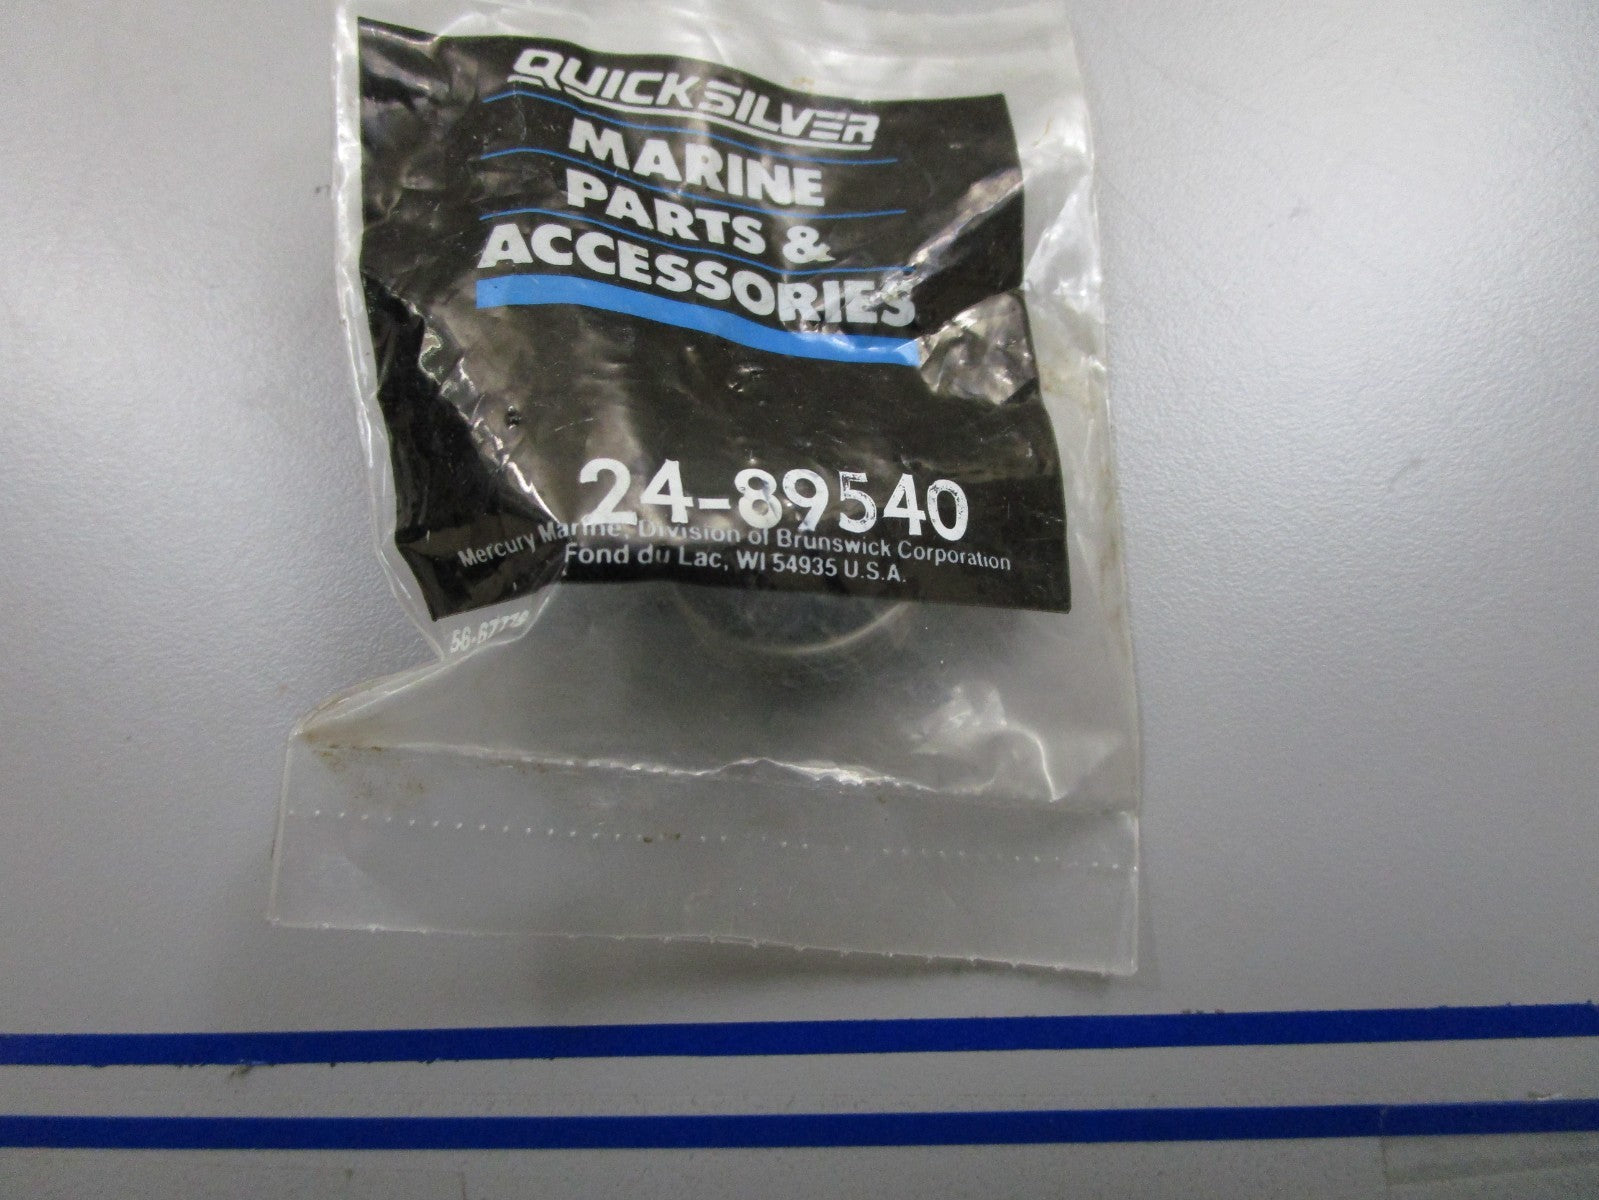 QUICKSILVER
MARINE
PARTS &
ACCESSORIES
24-89540
Mercury Marine, Division of Brunswick Corporation
Fond du Lac, WI 54935 U.S.A.